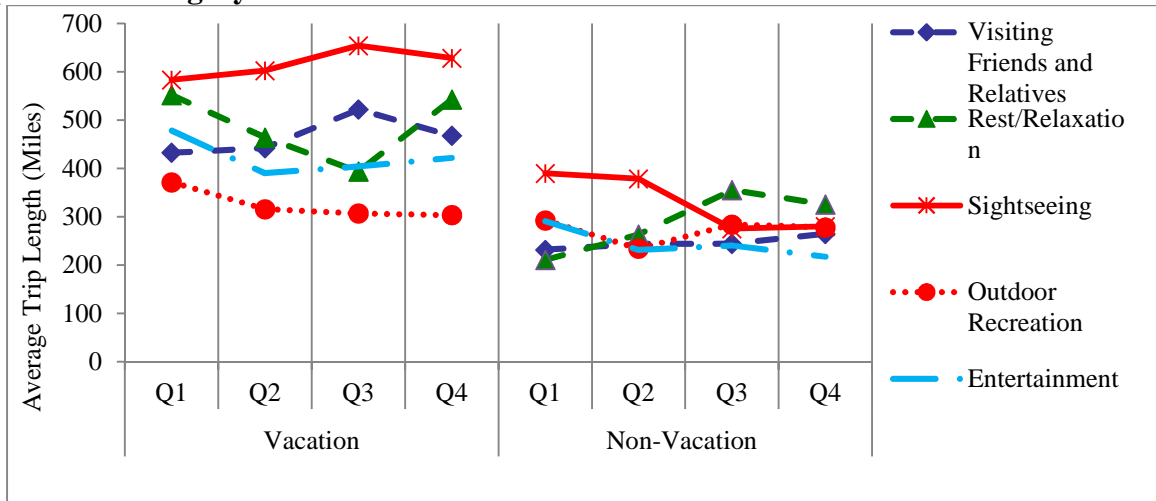 700
600
500
400
300
200
100
0
Average Trip Length (Miles)
Q1 Q2 Q3 Q4 Q1 Q2 Q3 Q4
Vacation Non-Vacation
Visiting
Friends and
Relatives
Rest/Relaxatio
n
Sightseeing
Outdoor
Recreation
Entertainment